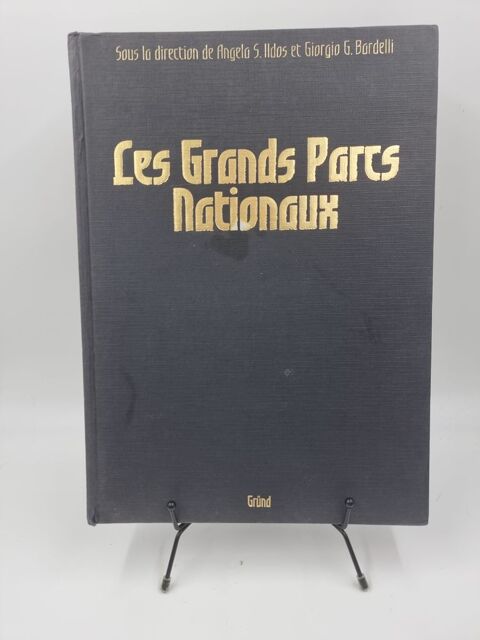 Sous la direction de Angela S. Ildos et Giorgio G. Bardelli
Les Grands Parcs
Nationaux
Gründ